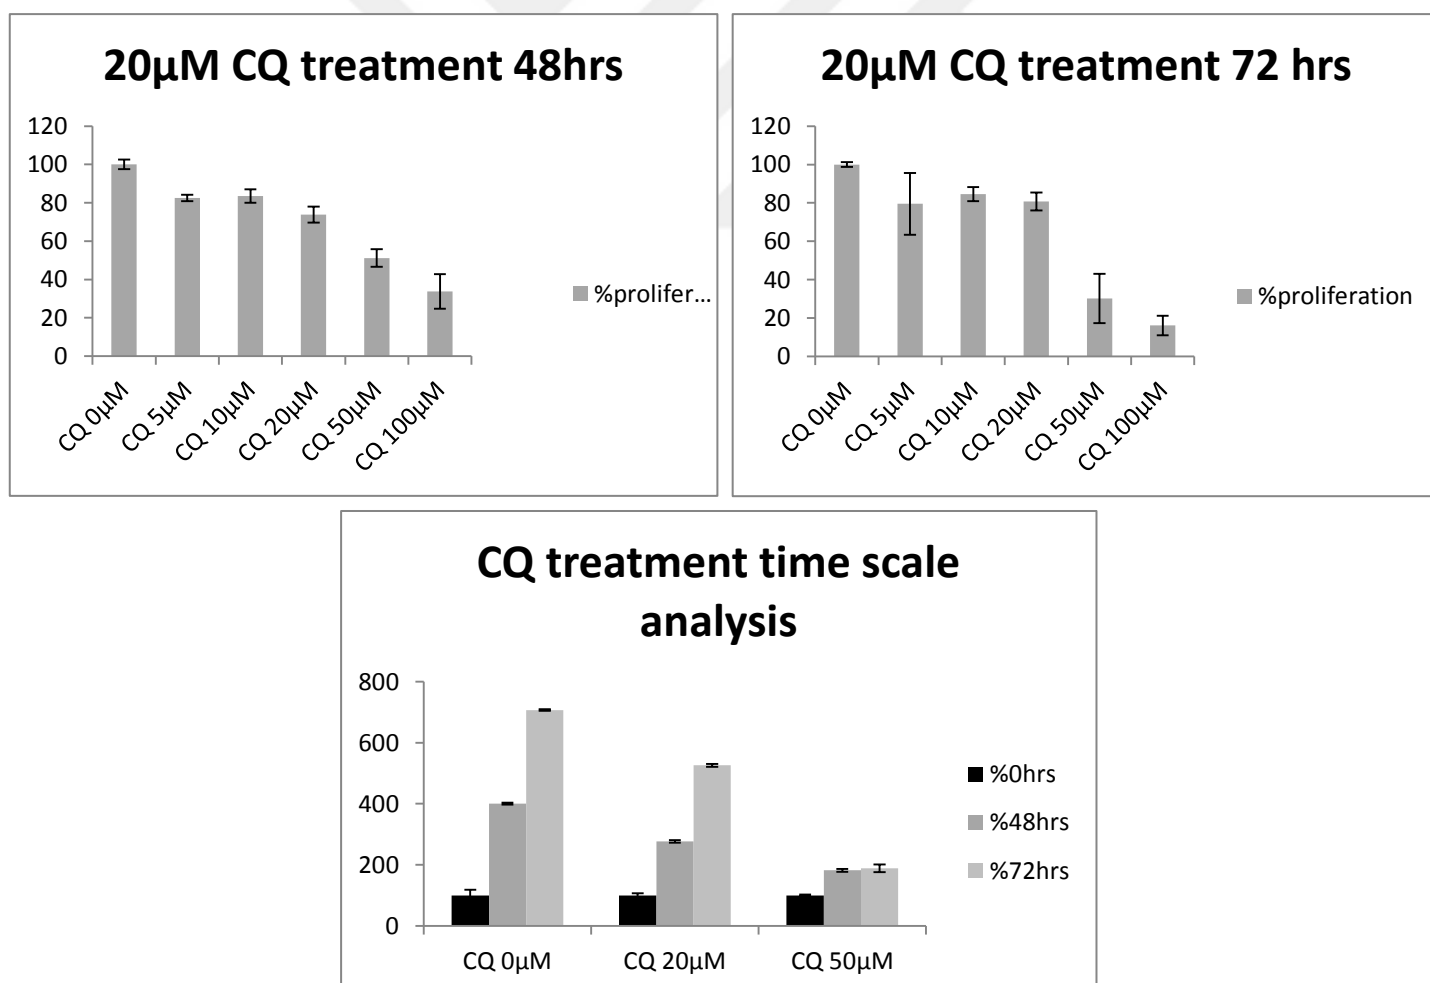 20µM CQ treatment 48hrs
120
100
80
60
40
20
0
CQ 0µM
CQ 5µM
CQ 10µM
CQ 20µM
CQ 50µM
CQ 100µM
%prolifer...
20µM CQ treatment 72 hrs
120
100
80
60
40
20
0
CQ 0µM
CQ 5µM
CQ 10µM
CQ 20µM
CQ 50µM
CQ 100µM
%proliferation
CQ treatment time scale
analysis
800
600
400
200
0
CQ 0µM
CQ 20µM
CQ 50µM
%0hrs
%48hrs
%72hrs